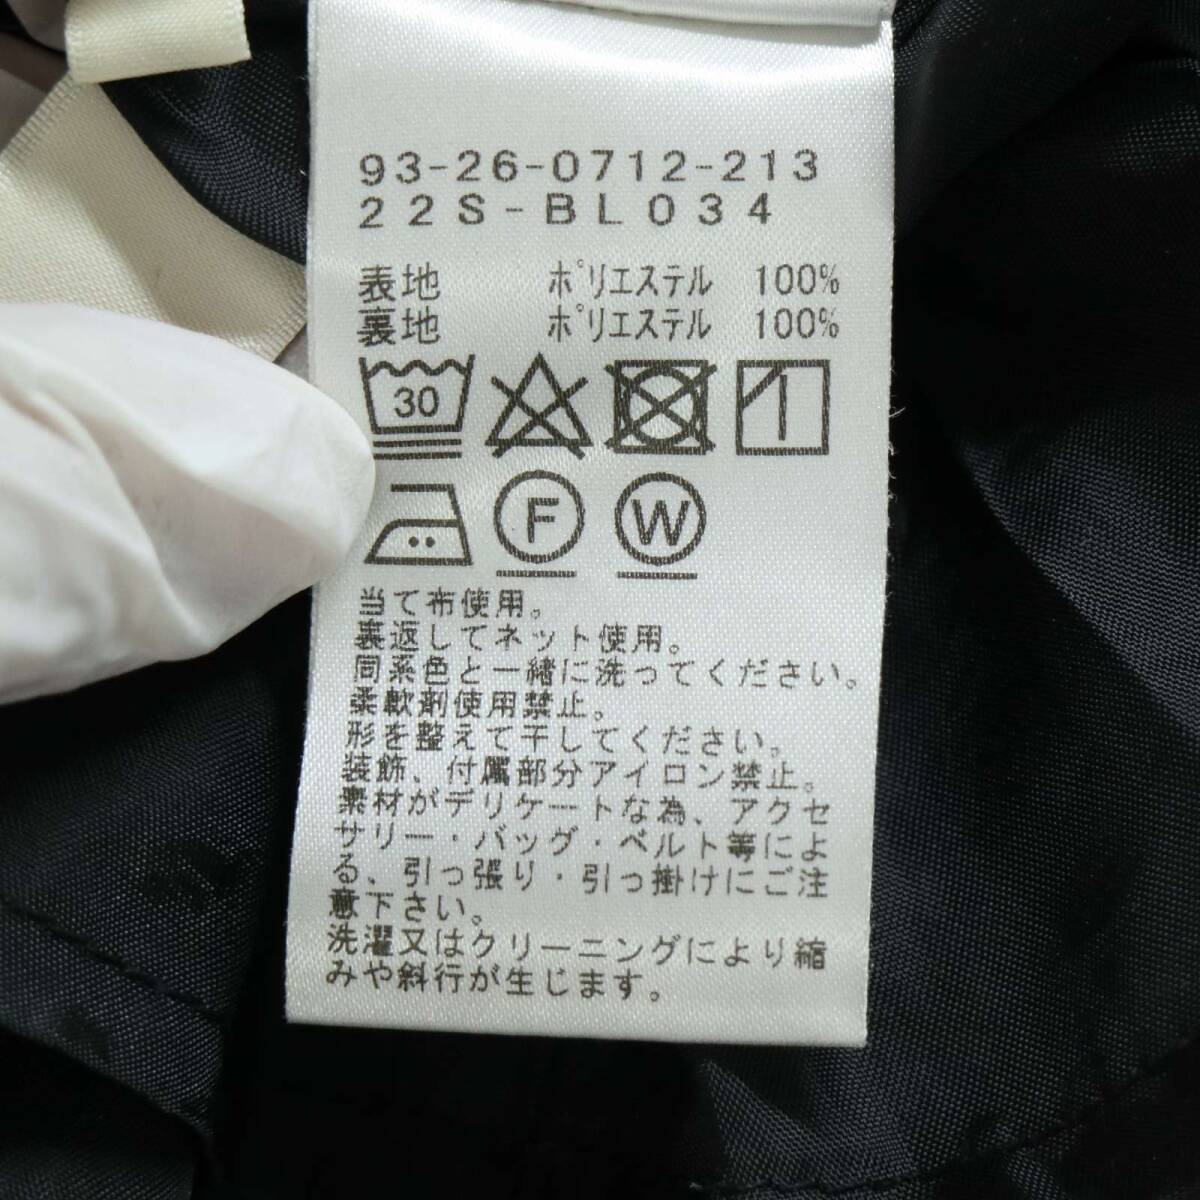 93-26-0712-213
22S-BL034
表地 ポリエステル 100%
裏地 ポリエステル 100%
30
F W
当て布使用。
裏返してネット使用。
同系色と一緒に洗ってください。
柔軟剤使用禁止。
形を整えて干してください。
装飾、付属部分アイロン禁止。
素材がデリケートな為、アクセ
サリー・バッグ・ベルト等によ
る、引っ張り・引っ掛けにご注
意下さい。
洗濯又はクリーニングにより縮
みや斜行が生じます。